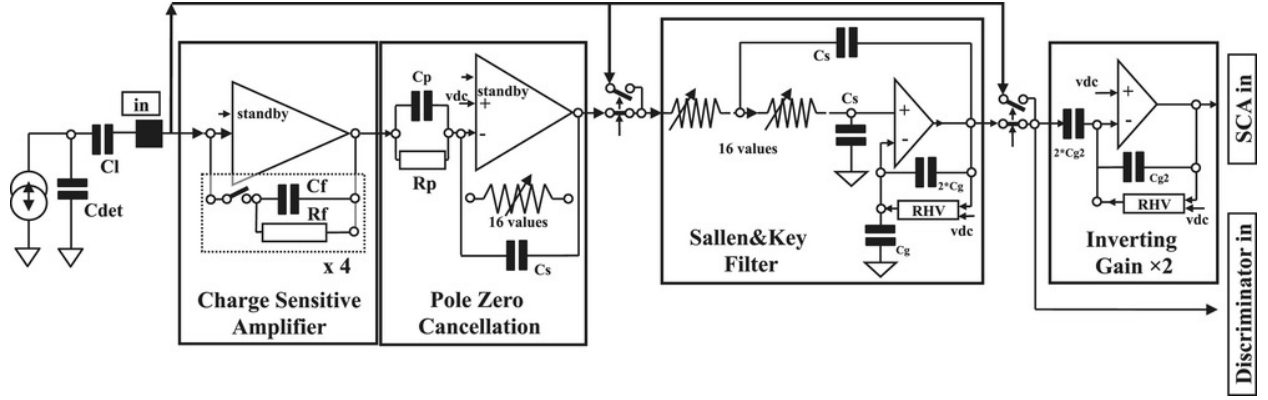 in
Cl
Cdet
standby
Cf
Rf
x 4
Charge Sensitive
Amplifier
Cp
vdc
standby
+
-
Rp
16 values
Cs
Pole Zero
Cancellation
Cs
Cs
16 values
+
-
2*Cg
RHV
vdc
Cg
Sallen&Key
Filter
vdc
+
-
2*Cg2
Cg2
RHV
vdc
Inverting
Gain ×2
SCA in
Discriminator in